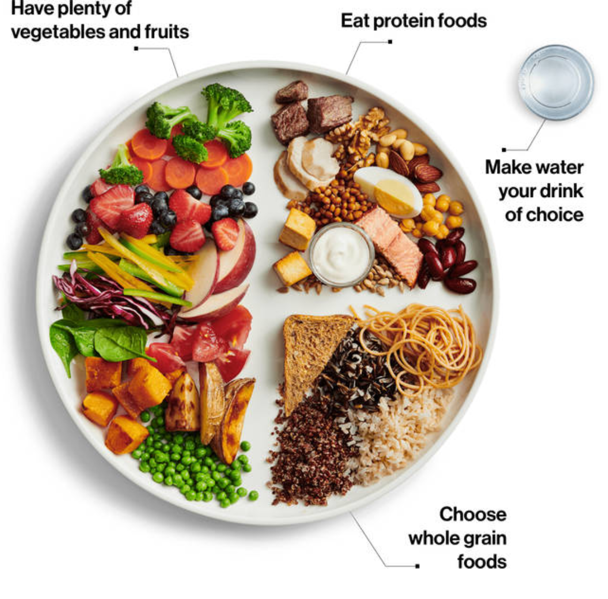 Have plenty of
vegetables and fruits
Eat protein foods
Make water
your drink
of choice
Choose
whole grain
foods